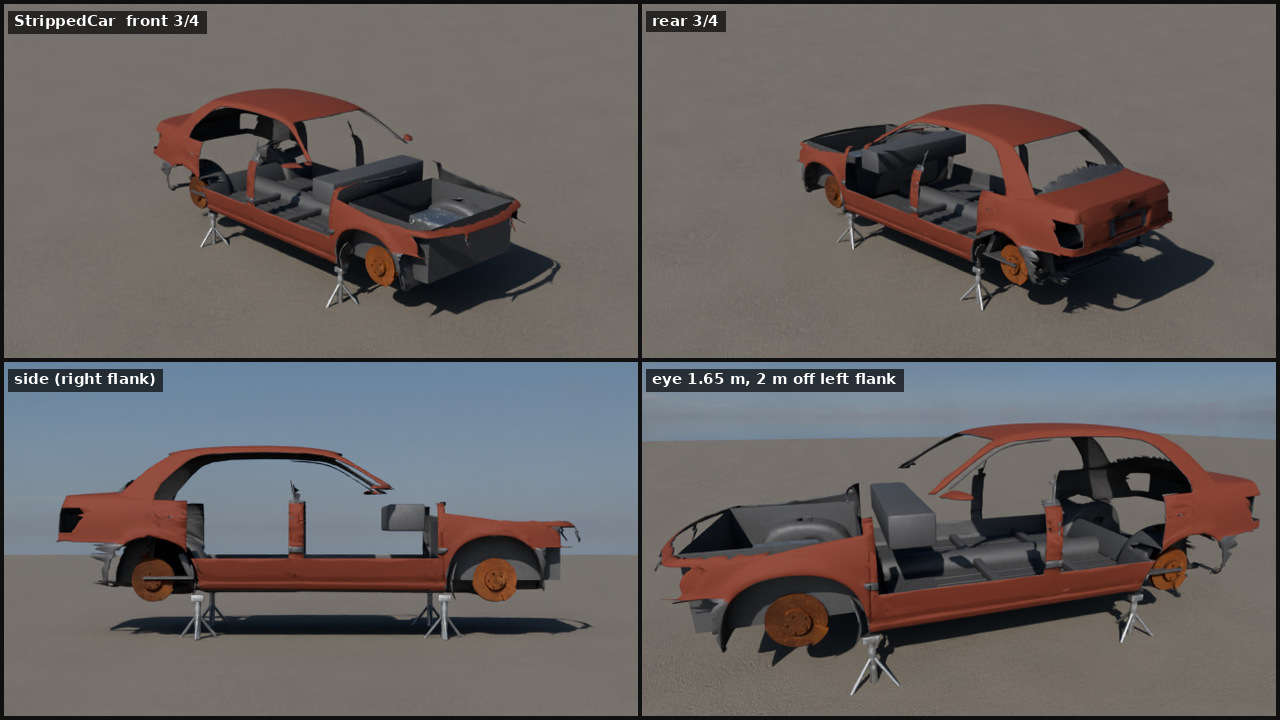 StrippedCar  front 3/4
rear 3/4
side (right flank)
eye 1.65 m, 2 m off left flank